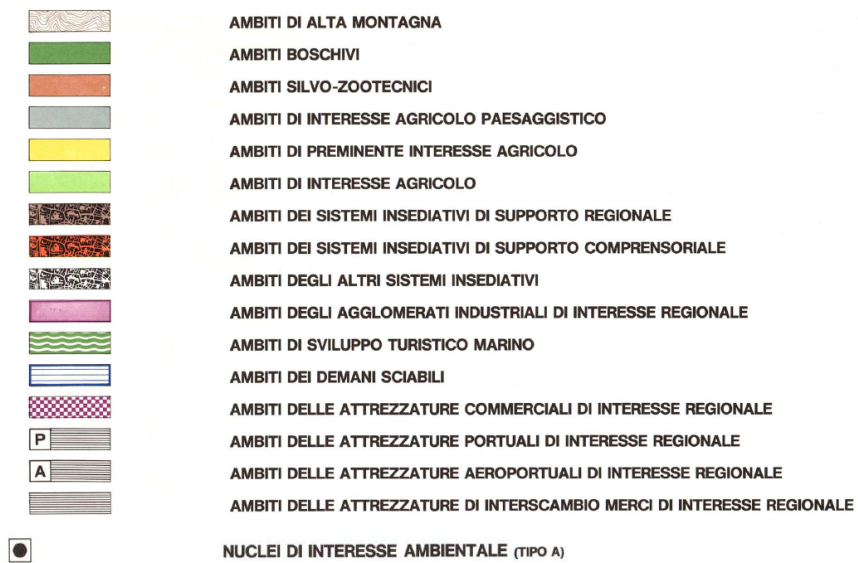 AMBITI DI ALTA MONTAGNA
AMBITI BOSCHIVI
AMBITI SILVO-ZOOTECNICI
AMBITI DI INTERESSE AGRICOLO PAESAGGISTICO
AMBITI DI PREMINENTE INTERESSE AGRICOLO
AMBITI DI INTERESSE AGRICOLO
AMBITI DEI SISTEMI INSEDIATIVI DI SUPPORTO REGIONALE
AMBITI DEI SISTEMI INSEDIATIVI DI SUPPORTO COMPRENSORIALE
AMBITI DEGLI ALTRI SISTEMI INSEDIATIVI
AMBITI DEGLI AGGLOMERATI INDUSTRIALI DI INTERESSE REGIONALE
AMBITI DI SVILUPPO TURISTICO MARINO
AMBITI DEI DEMANI SCIABILI
AMBITI DELLE ATTREZZATURE COMMERCIALI DI INTERESSE REGIONALE
P AMBITI DELLE ATTREZZATURE PORTUALI DI INTERESSE REGIONALE
A AMBITI DELLE ATTREZZATURE AEROPORTUALI DI INTERESSE REGIONALE
AMBITI DELLE ATTREZZATURE DI INTERSCAMBIO MERCI DI INTERESSE REGIONALE
NUCLEI DI INTERESSE AMBIENTALE (TIPO A)